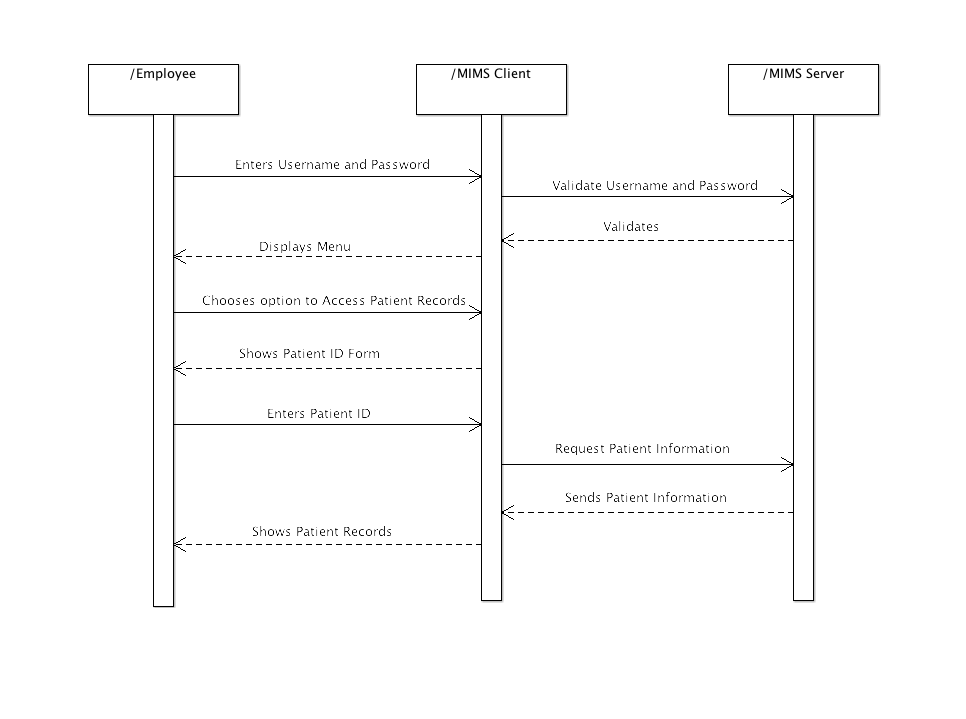 /Employee
/MIMS Client
/MIMS Server
Enters Username and Password
Validate Username and Password
Validates
Displays Menu
Chooses option to Access Patient Records
Shows Patient ID Form
Enters Patient ID
Request Patient Information
Sends Patient Information
Shows Patient Records